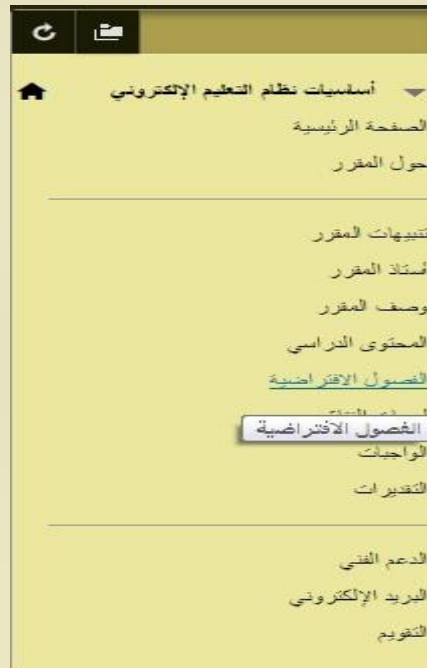 أساسيات نظام التعليم الإلكتروني
الصفحة الرئيسية
حول المقرر
تنبيهات المقرر
أستاذ المقرر
وصف المقرر
المحتوى الدراسي
الفصول الافتراضية
الفصول الافتراضية
الواجبات
التقديرات
الدعم الفني
البريد الإلكتروني
التقويم